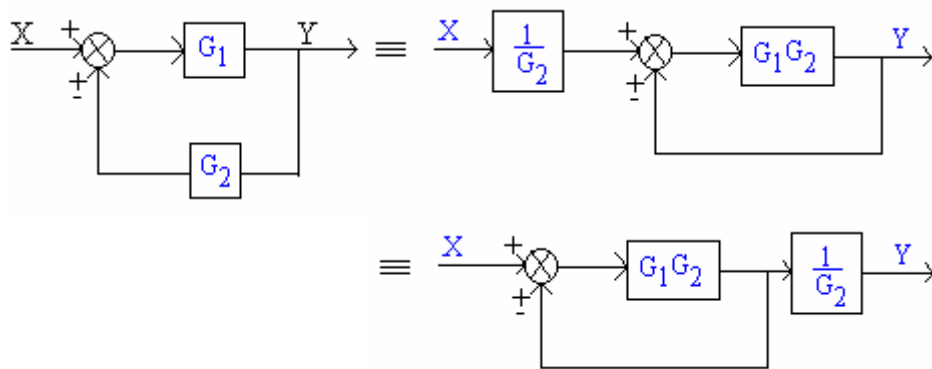 X + G₁ Y ≡ X 1/G₂ + G₁G₂ Y
± ±
G₂
≡ X + G₁G₂ 1/G₂ Y
±